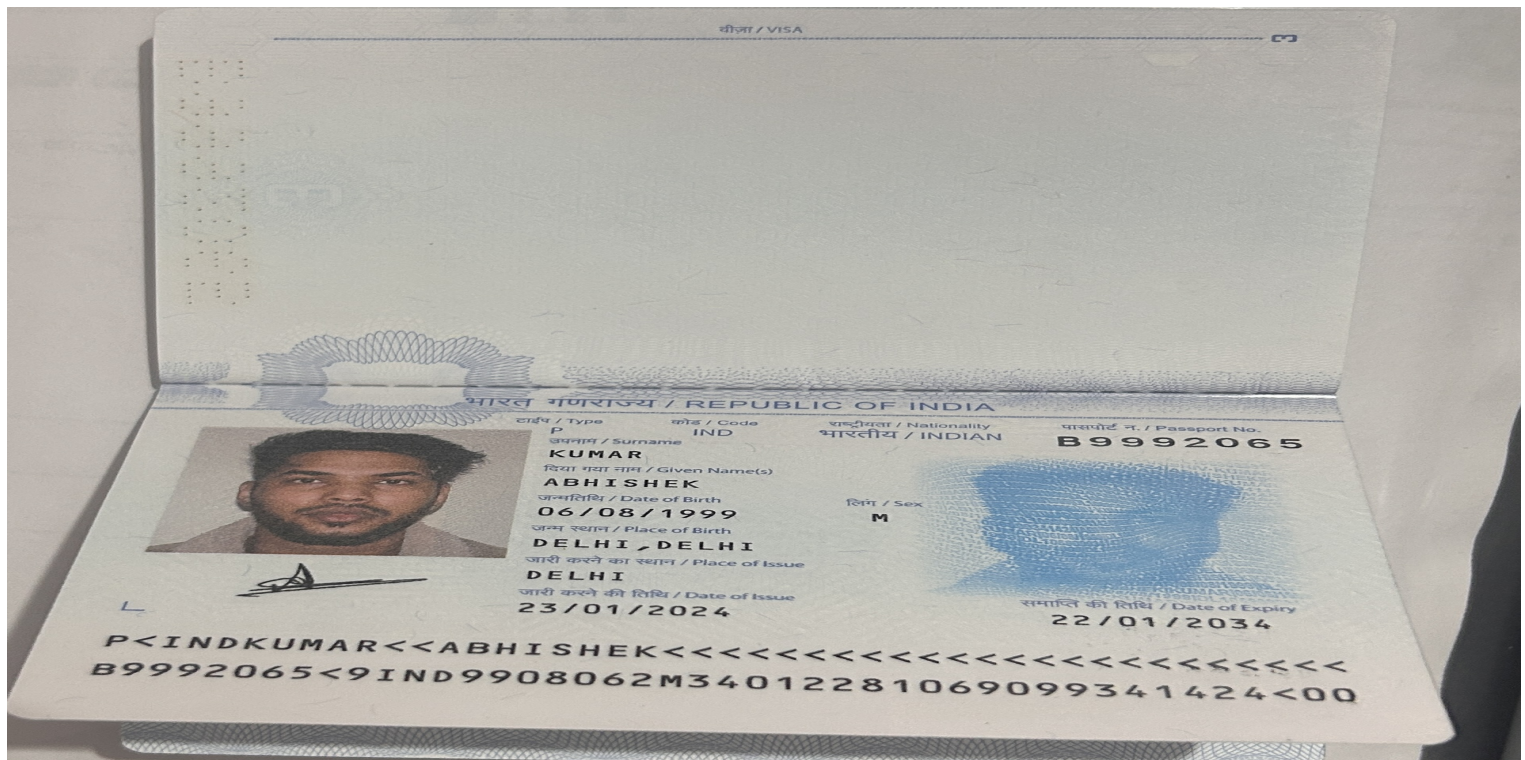 वीज़ा / VISA
3
भारत गणराज्य / REPUBLIC OF INDIA
टाईप / Type कोड / Code राष्ट्रीयता / Nationality पासपोर्ट न. / Passport No.
P IND भारतीय / INDIAN B9992065
उपनाम / Surname
KUMAR
दिया गया नाम / Given Name(s)
ABHISHEK
जन्मतिथि / Date of Birth लिंग / Sex
06/08/1999 M
जन्म स्थान / Place of Birth
DELHI,DELHI
जारी करने का स्थान / Place of Issue
DELHI
जारी करने की तिथि / Date of Issue समाप्ति की तिथि / Date of Expiry
23/01/2024 22/01/2034
P<INDKUMAR<<ABHISHEK<<<<<<<<<<<<<<<<<<<<<<<<
B9992065<9IND9908062M34012281069099341424<00